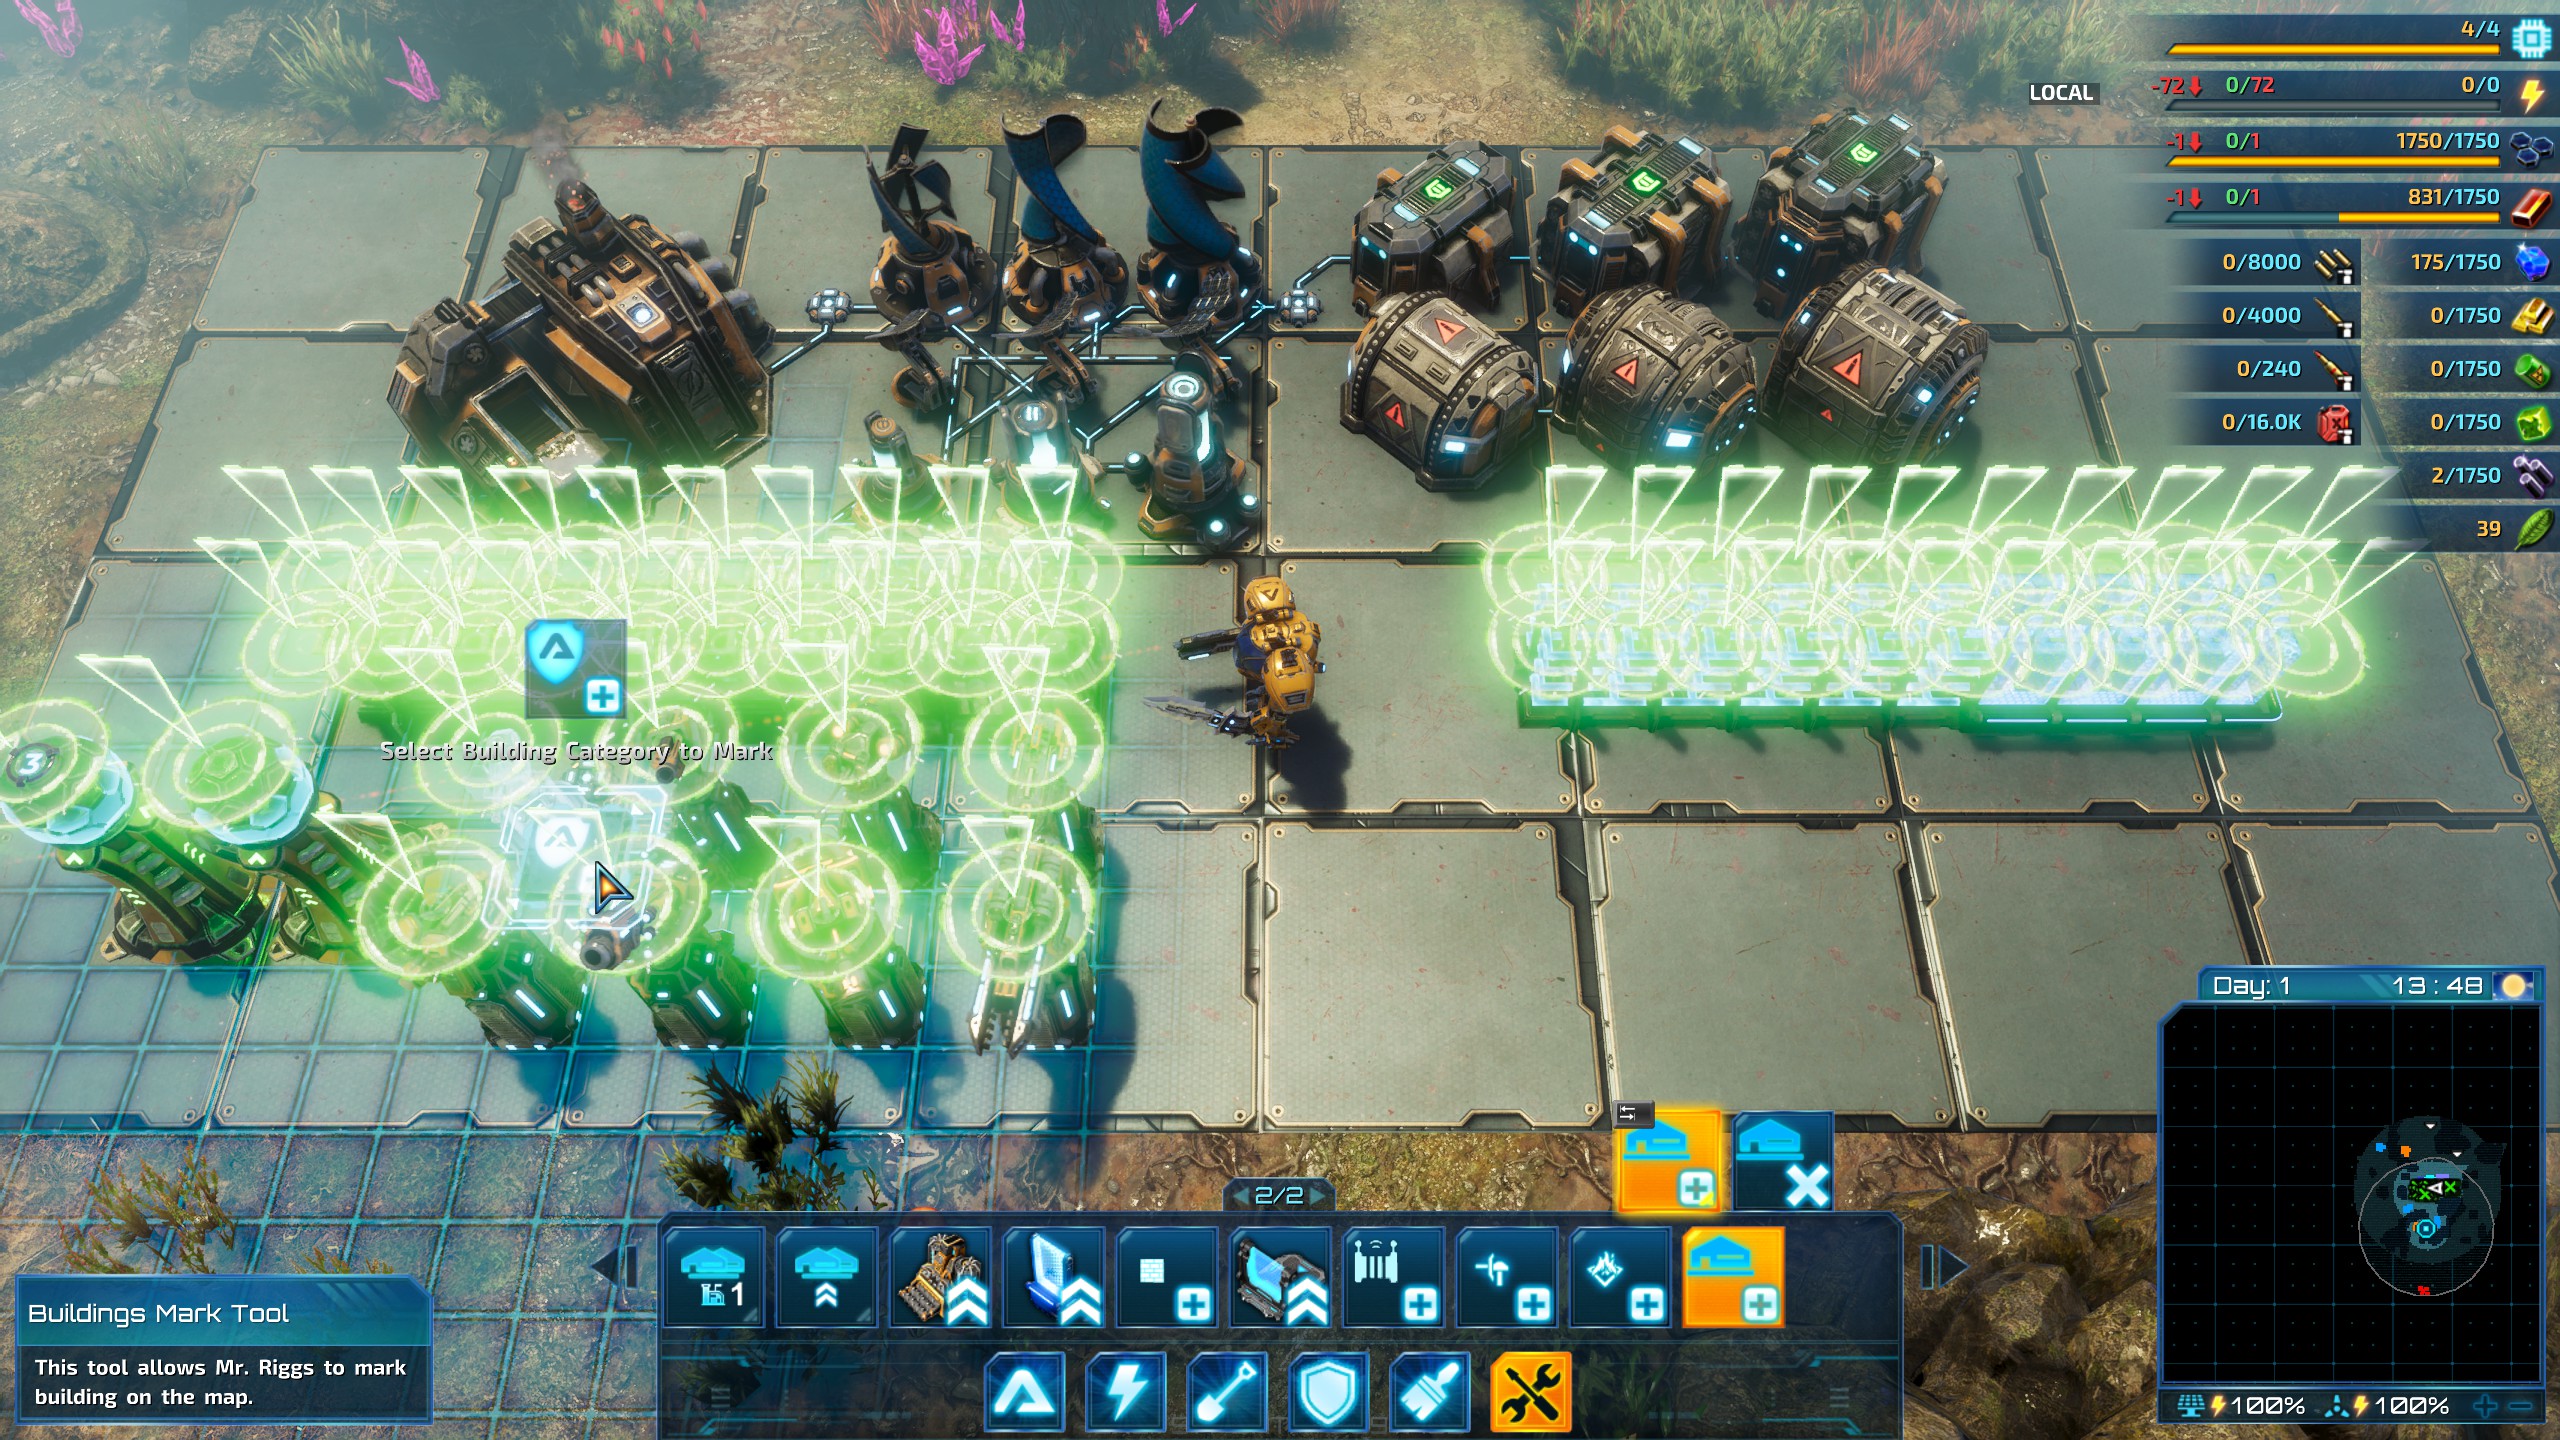 4/4
LOCAL
-72 0/72 0/0
-1 0/1 1750/1750
-1 0/1 831/1750
0/8000 175/1750
0/4000 0/1750
0/240 0/1750
0/16.0K 0/1750
2/1750
39
Select Building Category to Mark
3
Day: 1 13:48
2/2
1
Buildings Mark Tool
This tool allows Mr. Riggs to mark
building on the map.
100% 100%